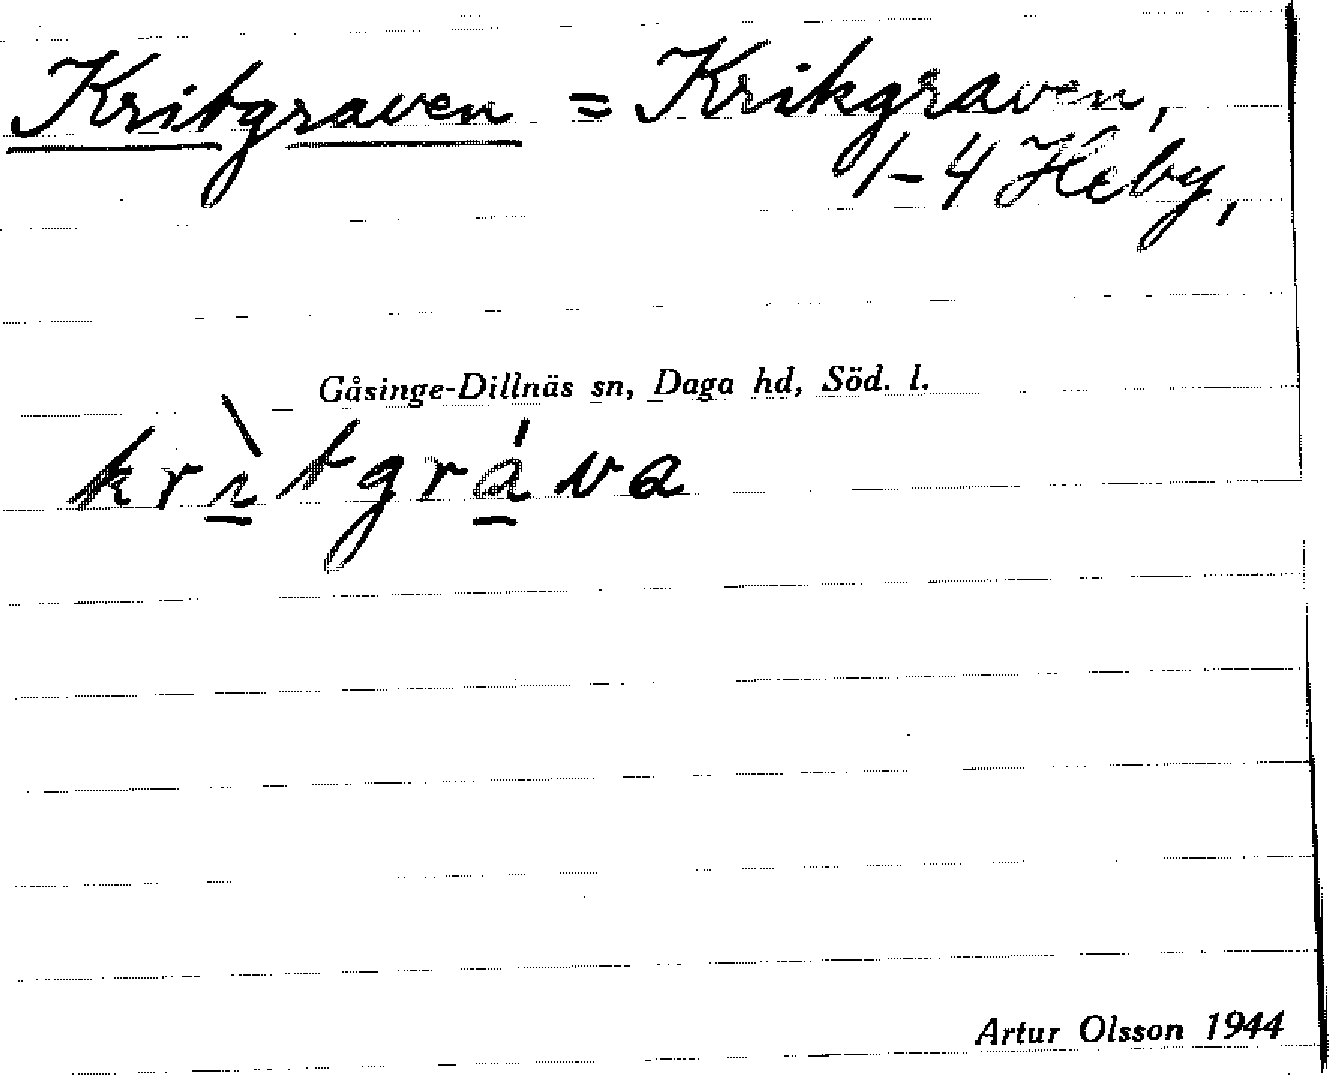 Kritgraven = Krikgraven,
1-4 Heby,
Gåsinge-Dillnäs sn, Daga hd, Söd. l.
krìtgráva
Artur Olsson 1944